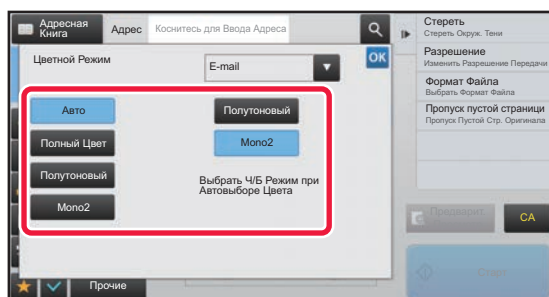 Адресная
Книга
Адрес
Коснитесь для Ввода Адреса
Стереть
Стереть Окруж. Тени
Цветной Режим
E-mail
OK
Разрешение
Изменить Разрешение Передачи
Формат Файла
Выбрать Формат Файла
Авто
Полутоновый
Пропуск пустой страници
Пропуск Пустой Стр. Оригинала
Полный Цвет
Mono2
Полутоновый
Выбрать Ч/Б Режим при
Автовыборе Цвета
Mono2
CA
Прочие